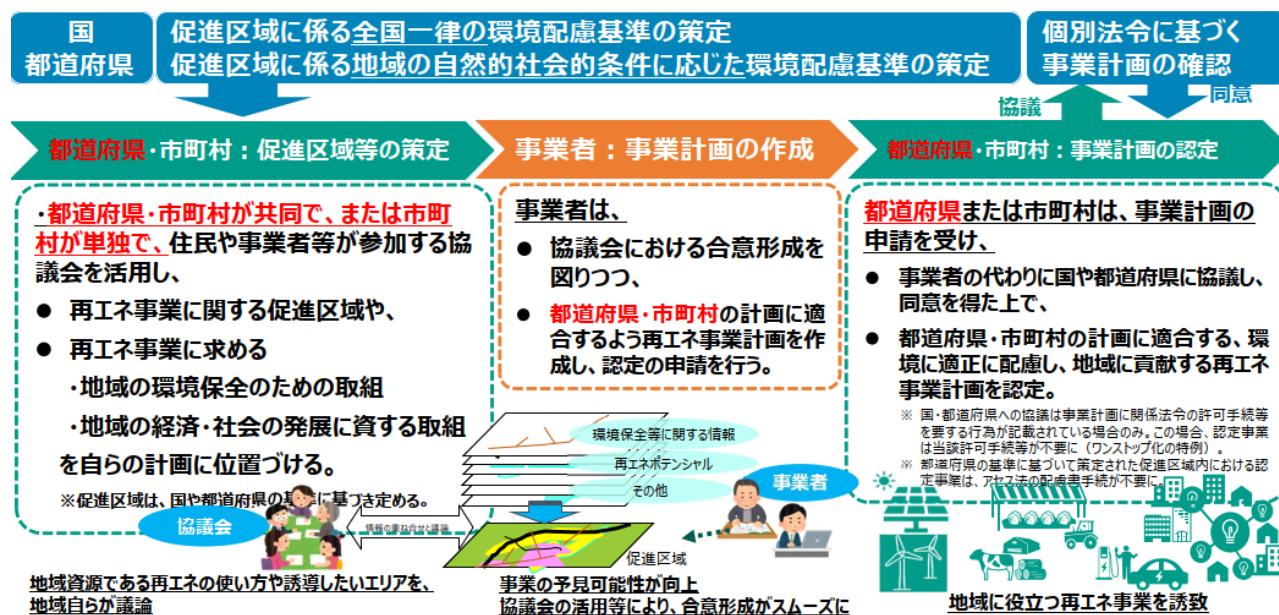 国
都道府県
促進区域に係る全国一律の環境配慮基準の策定
促進区域に係る地域の自然的社会的条件に応じた環境配慮基準の策定
個別法令に基づく
事業計画の確認
協議
同意
都道府県・市町村：促進区域等の策定
事業者：事業計画の作成
都道府県・市町村：事業計画の認定
・都道府県・市町村が共同で、または市町
村が単独で、住民や事業者等が参加する協
議会を活用し、
● 再エネ事業に関する促進区域や、
● 再エネ事業に求める
・地域の環境保全のための取組
・地域の経済・社会の発展に資する取組
を自らの計画に位置づける。
※促進区域は、国や都道府県の基準に基づき定める。
協議会
情報の重ね合せと議論
地域資源である再エネの使い方や誘導したいエリアを、
地域自らが議論
事業者は、
● 協議会における合意形成を
図りつつ、
● 都道府県・市町村の計画に適
合するよう再エネ事業計画を作
成し、認定の申請を行う。
環境保全等に関する情報
再エネポテンシャル
その他
事業者
促進区域
事業の予見可能性が向上
協議会の活用等により、合意形成がスムーズに
都道府県または市町村は、事業計画の
申請を受け、
● 事業者の代わりに国や都道府県に協議し、
同意を得た上で、
● 都道府県・市町村の計画に適合する、環
境に適正に配慮し、地域に貢献する再エネ
事業計画を認定。
※ 国・都道府県への協議は事業計画に関係法令の許可手続等
を要する行為が記載されている場合のみ。この場合、認定事業
は当該許可手続等が不要に（ワンストップ化の特例）。
※ 都道府県の基準に基づいて策定された促進区域内における認
定事業は、アセス法の配慮書手続が不要に。
地域に役立つ再エネ事業を誘致